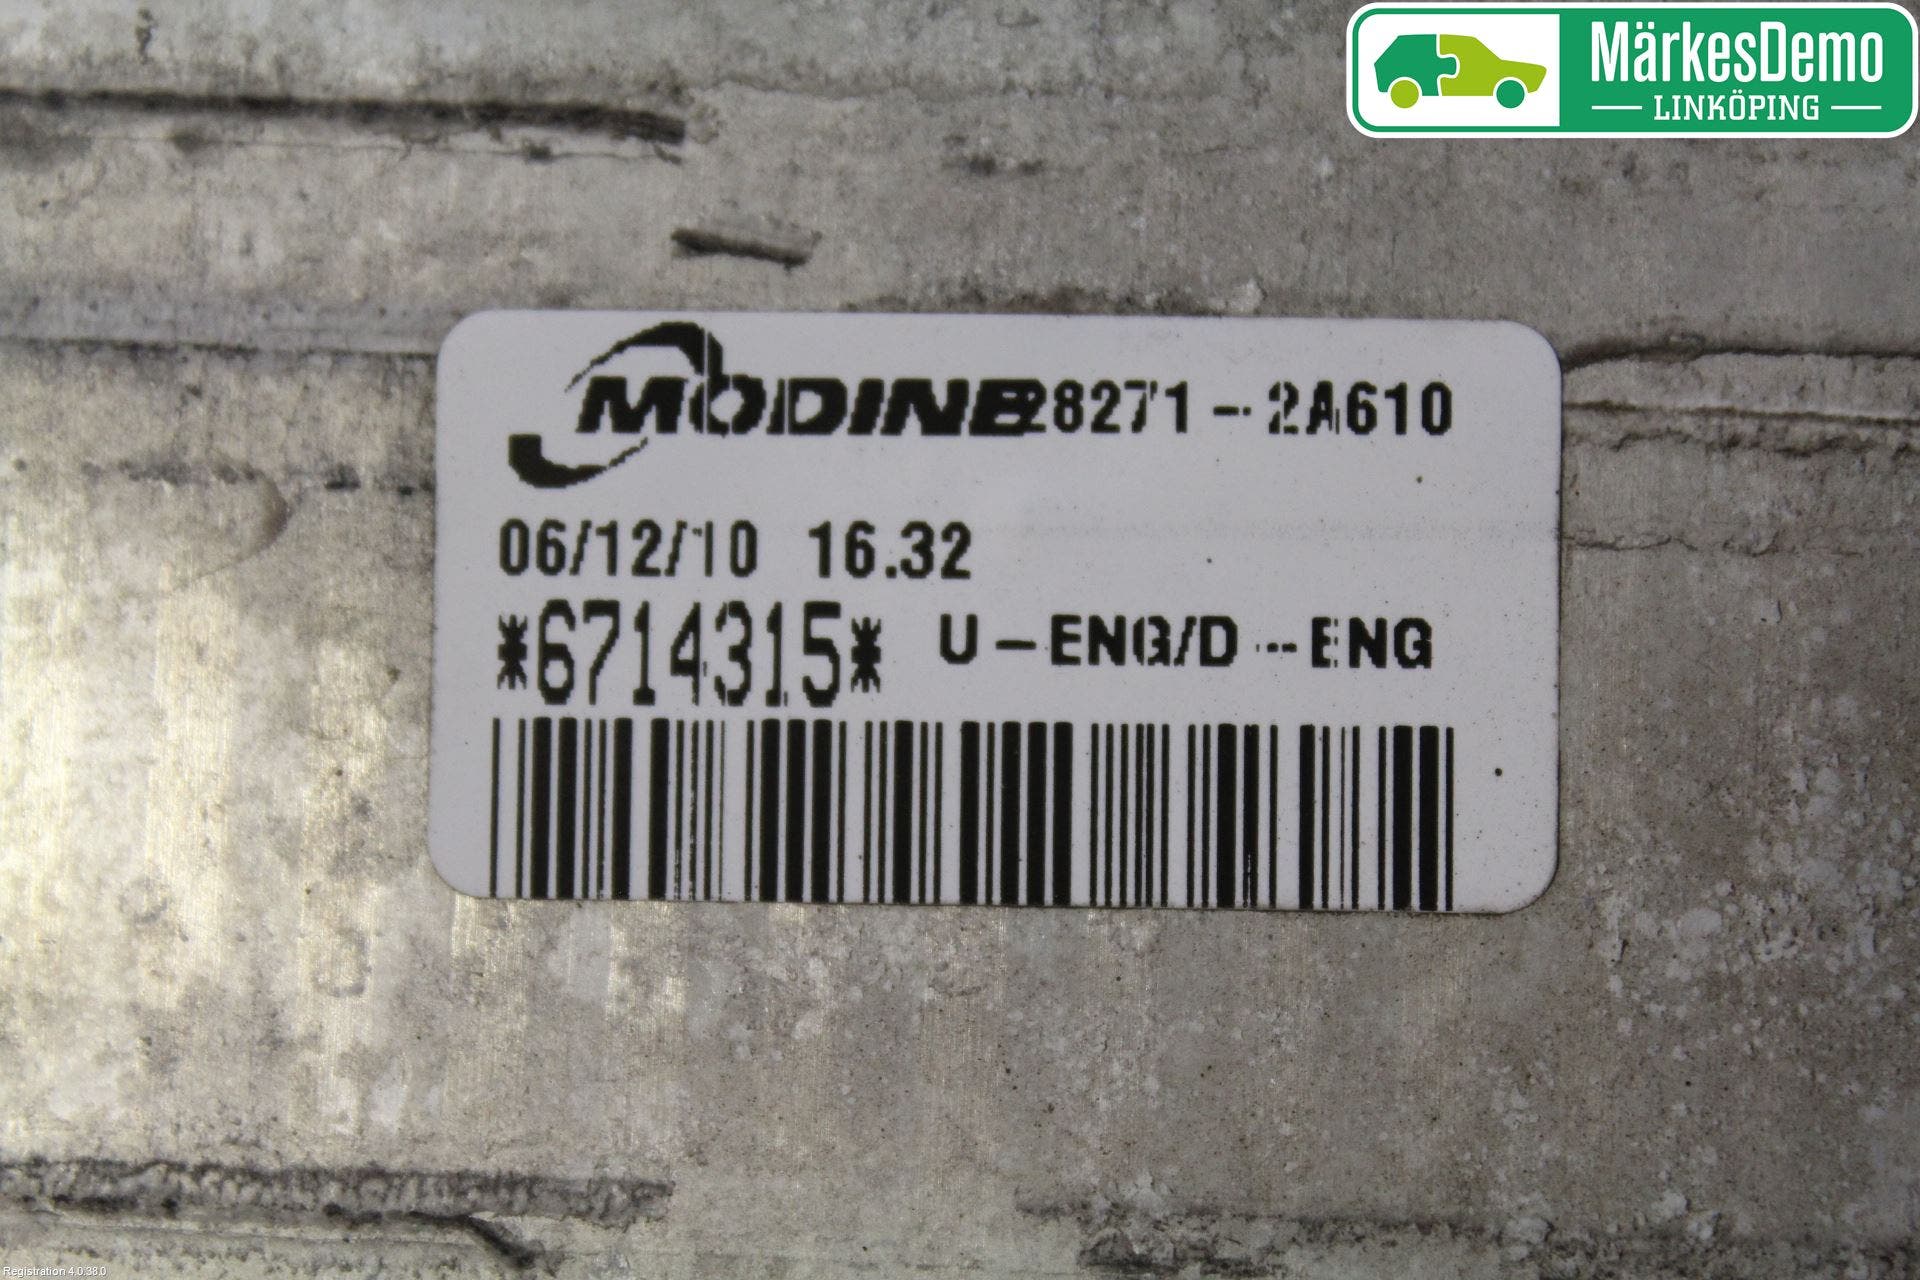 MärkesDemo
LINKÖPING
MODINE 28271-2A610
06/12/10 16.32
*6714315* U-ENG/D-ENG
Registration 4.0.38.0